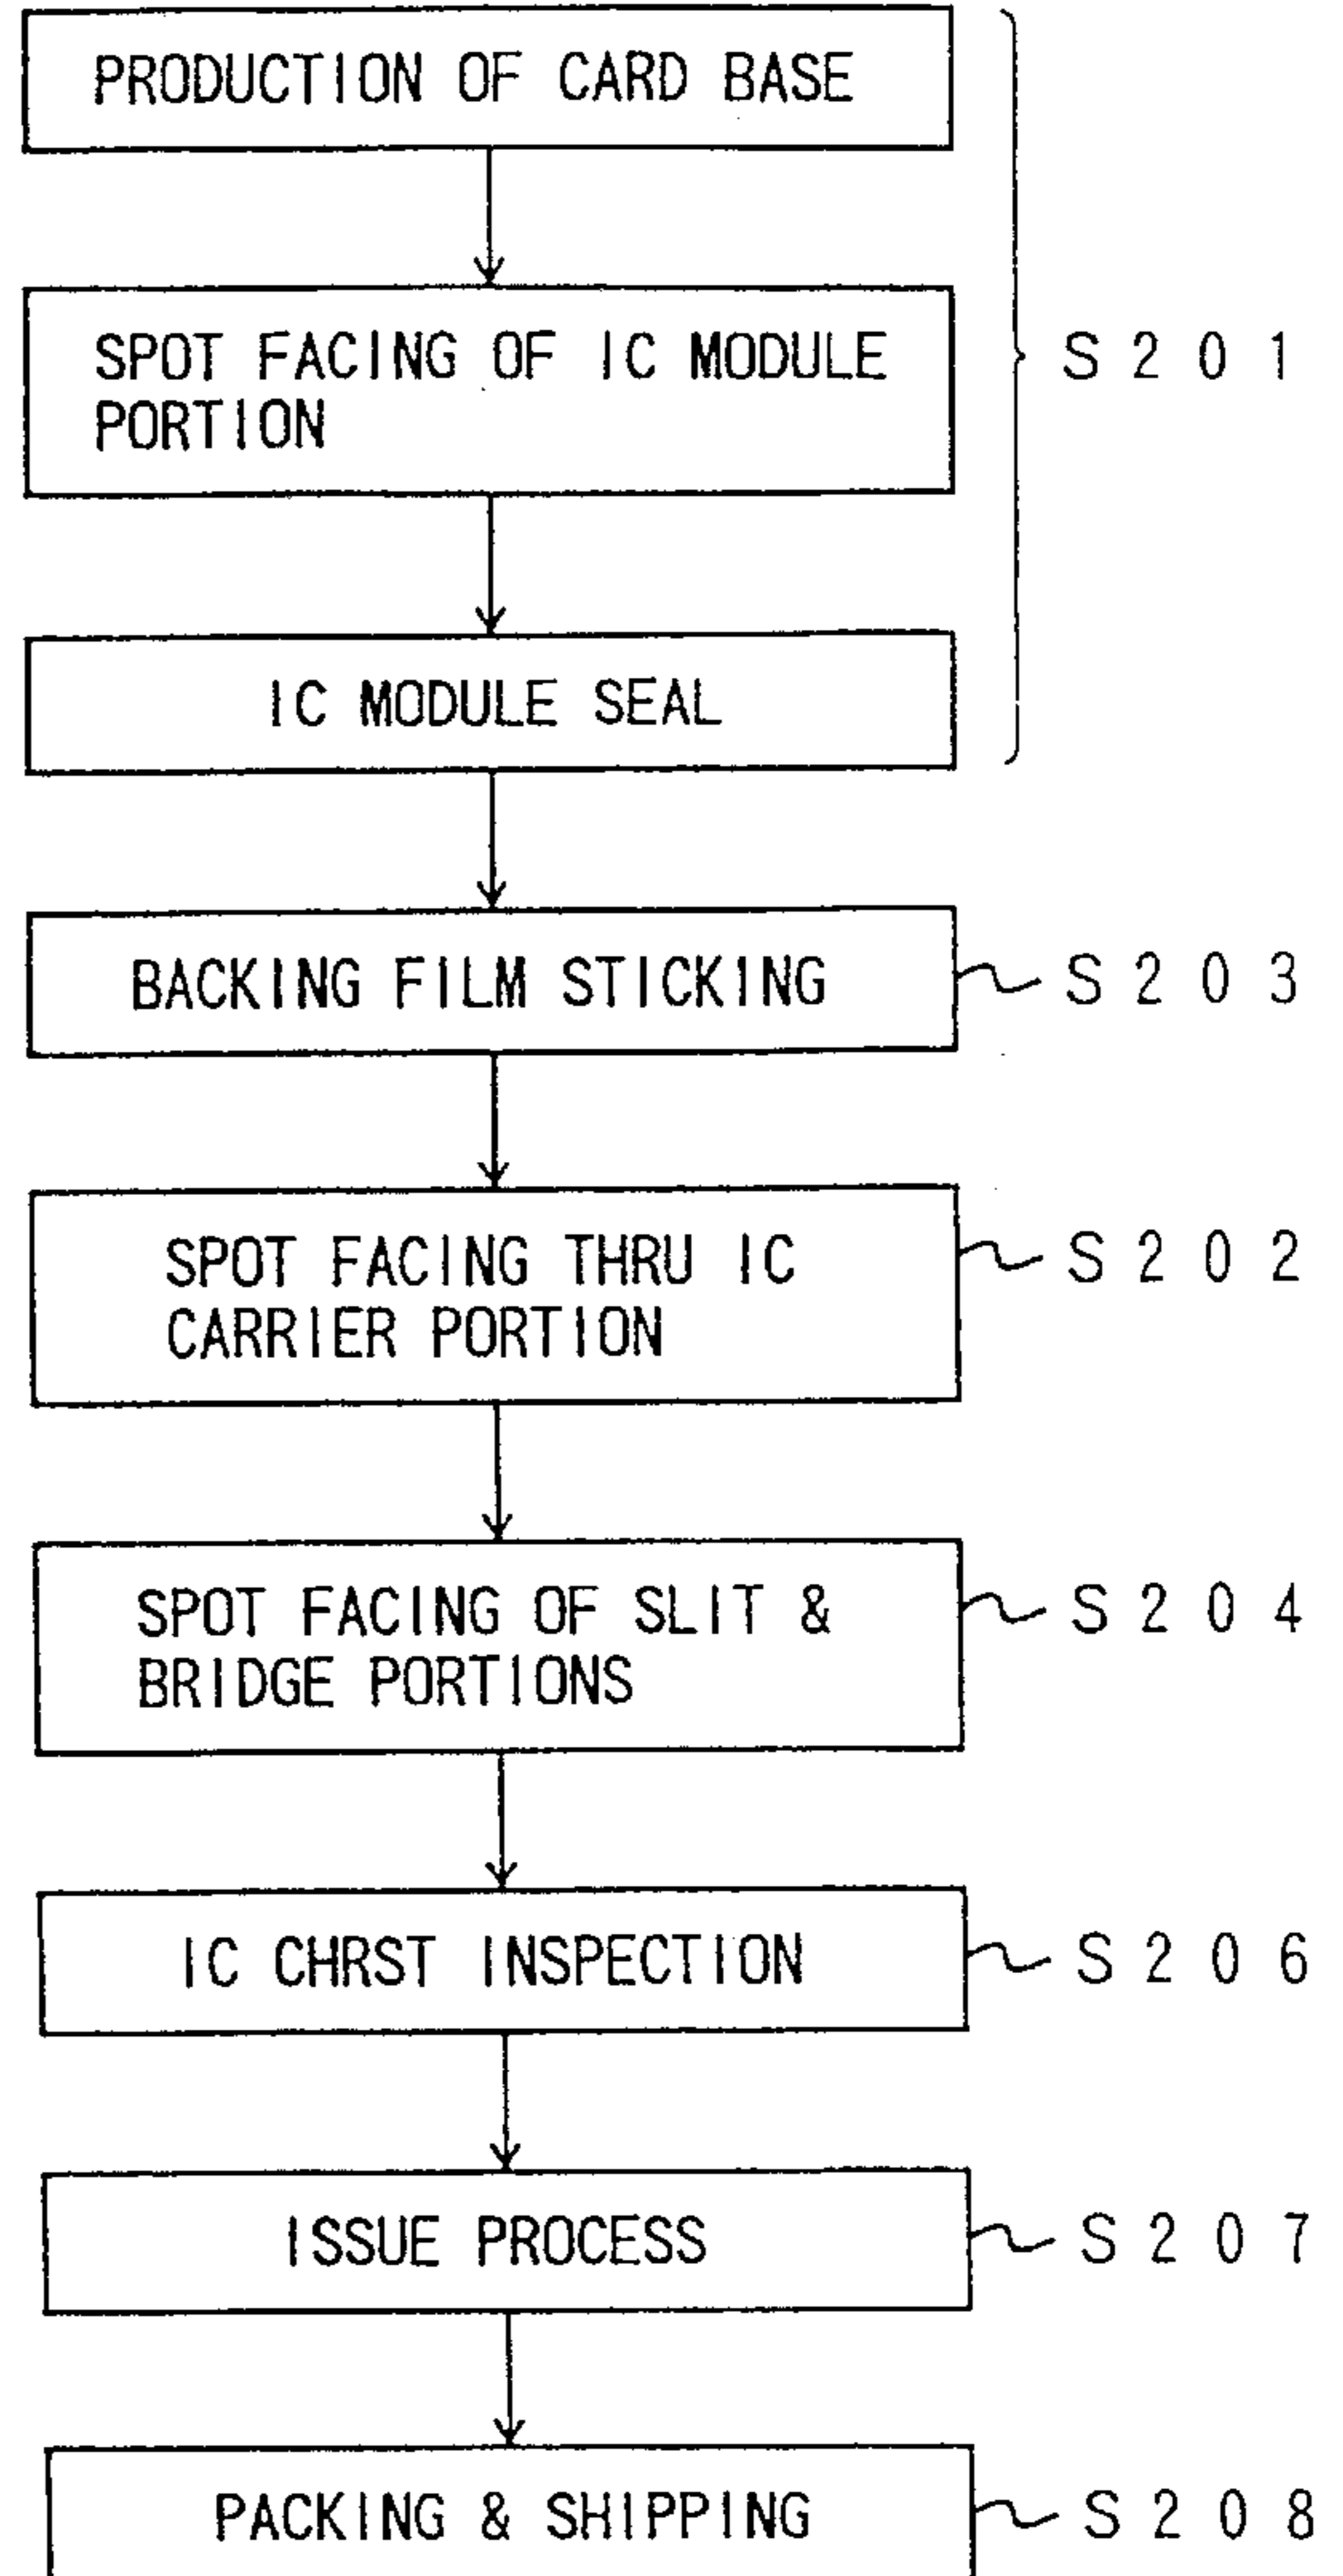 PRODUCTION OF CARD BASE
SPOT FACING OF IC MODULE
PORTION
S201
IC MODULE SEAL
BACKING FILM STICKING
S203
SPOT FACING THRU IC
CARRIER PORTION
S202
SPOT FACING OF SLIT &
BRIDGE PORTIONS
S204
IC CHRST INSPECTION
S206
ISSUE PROCESS
S207
PACKING & SHIPPING
S208